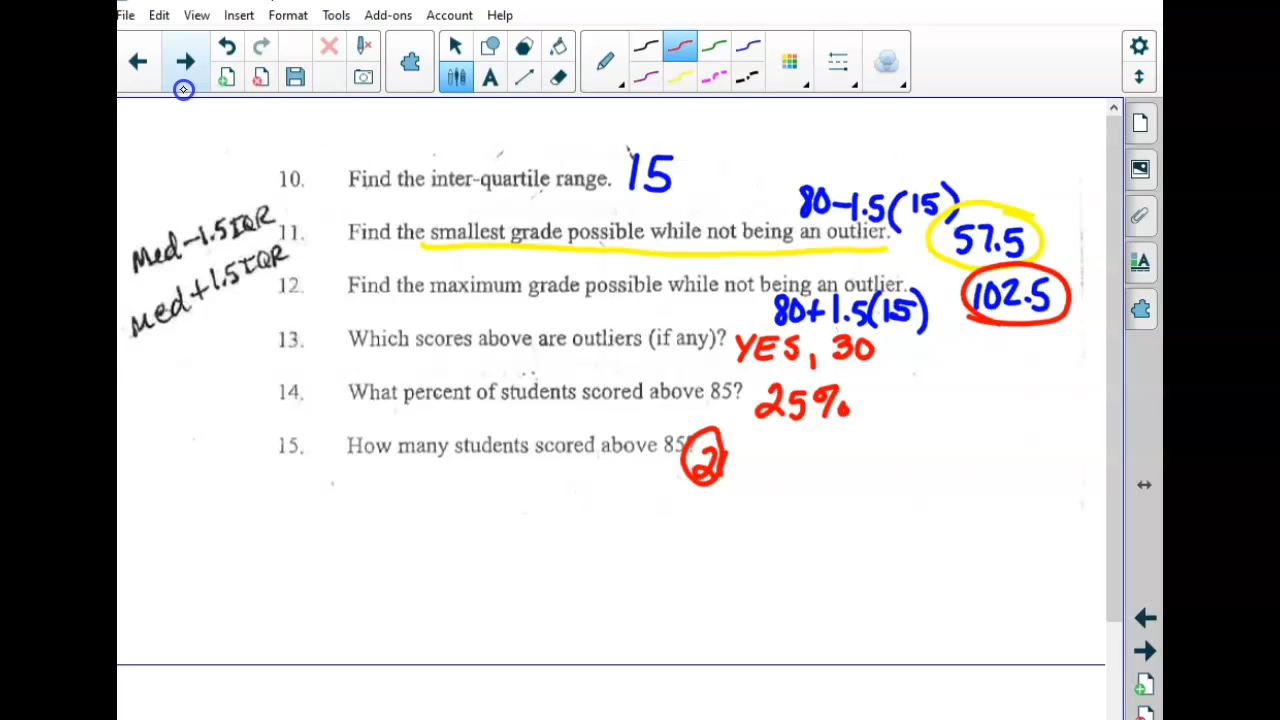 File Edit View Insert Format Tools Add-ons Account Help
10. Find the inter-quartile range. 15
80-1.5(15)
Med-1.5IQR
11. Find the smallest grade possible while not being an outlier. 57.5
med+1.5IQR
12. Find the maximum grade possible while not being an outlier. 102.5
80+1.5(15)
13. Which scores above are outliers (if any)? YES, 30
14. What percent of students scored above 85? 25%
15. How many students scored above 85? 2